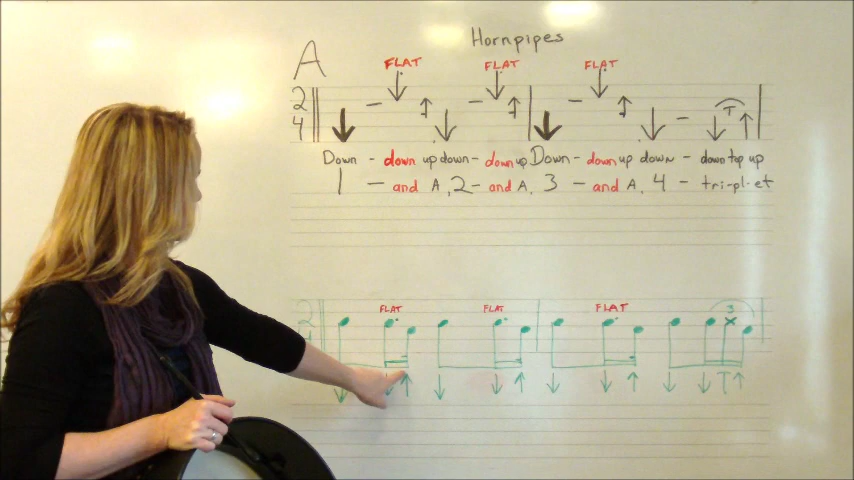 Hornpipes
A
FLAT FLAT FLAT
2
4
T
Down - down up down - down up Down - down up down - down top up
1 - and A, 2 - and A, 3 - and A, 4 - tri-pl-et
2
FLAT FLAT FLAT 3
T